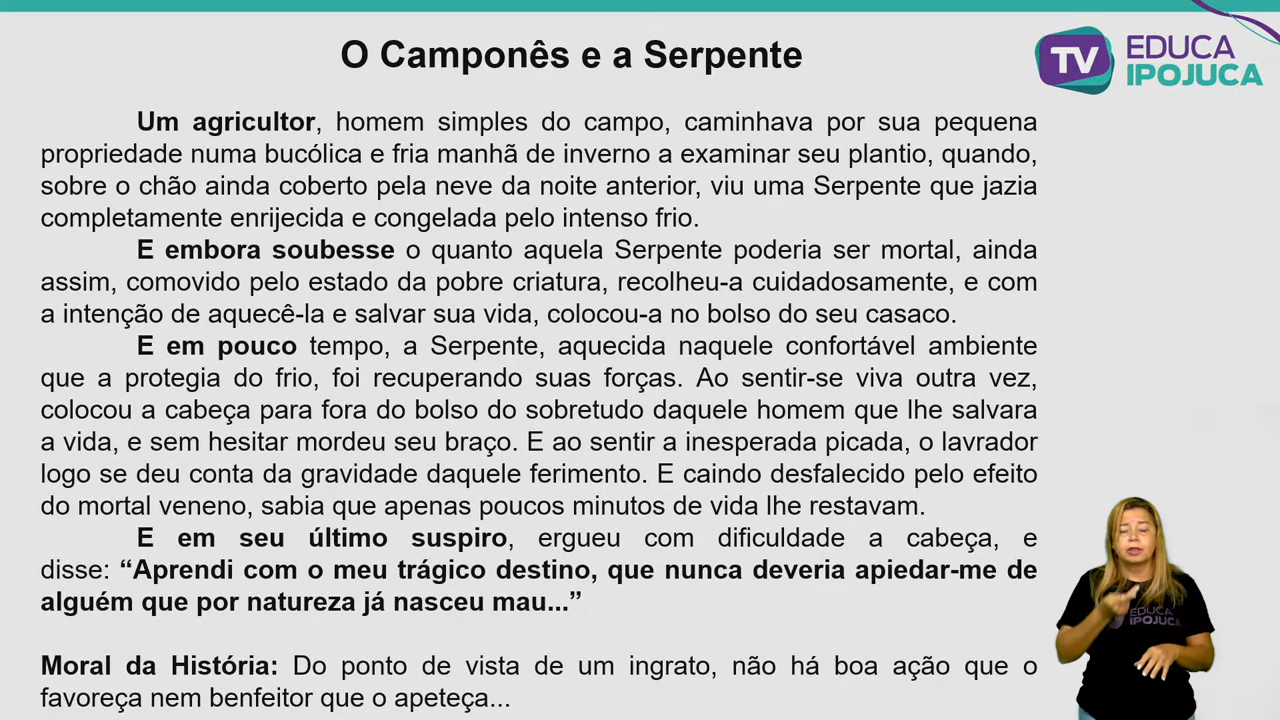 O Camponês e a Serpente
TV EDUCA
IPOJUCA
Um agricultor, homem simples do campo, caminhava por sua pequena
propriedade numa bucólica e fria manhã de inverno a examinar seu plantio, quando,
sobre o chão ainda coberto pela neve da noite anterior, viu uma Serpente que jazia
completamente enrijecida e congelada pelo intenso frio.
E embora soubesse o quanto aquela Serpente poderia ser mortal, ainda
assim, comovido pelo estado da pobre criatura, recolheu-a cuidadosamente, e com
a intenção de aquecê-la e salvar sua vida, colocou-a no bolso do seu casaco.
E em pouco tempo, a Serpente, aquecida naquele confortável ambiente
que a protegia do frio, foi recuperando suas forças. Ao sentir-se viva outra vez,
colocou a cabeça para fora do bolso do sobretudo daquele homem que lhe salvara
a vida, e sem hesitar mordeu seu braço. E ao sentir a inesperada picada, o lavrador
logo se deu conta da gravidade daquele ferimento. E caindo desfalecido pelo efeito
do mortal veneno, sabia que apenas poucos minutos de vida lhe restavam.
E em seu último suspiro, ergueu com dificuldade a cabeça, e
disse: “Aprendi com o meu trágico destino, que nunca deveria apiedar-me de
alguém que por natureza já nasceu mau...”
Moral da História: Do ponto de vista de um ingrato, não há boa ação que o
favoreça nem benfeitor que o apeteça...
EDUCA
IPOJUCA